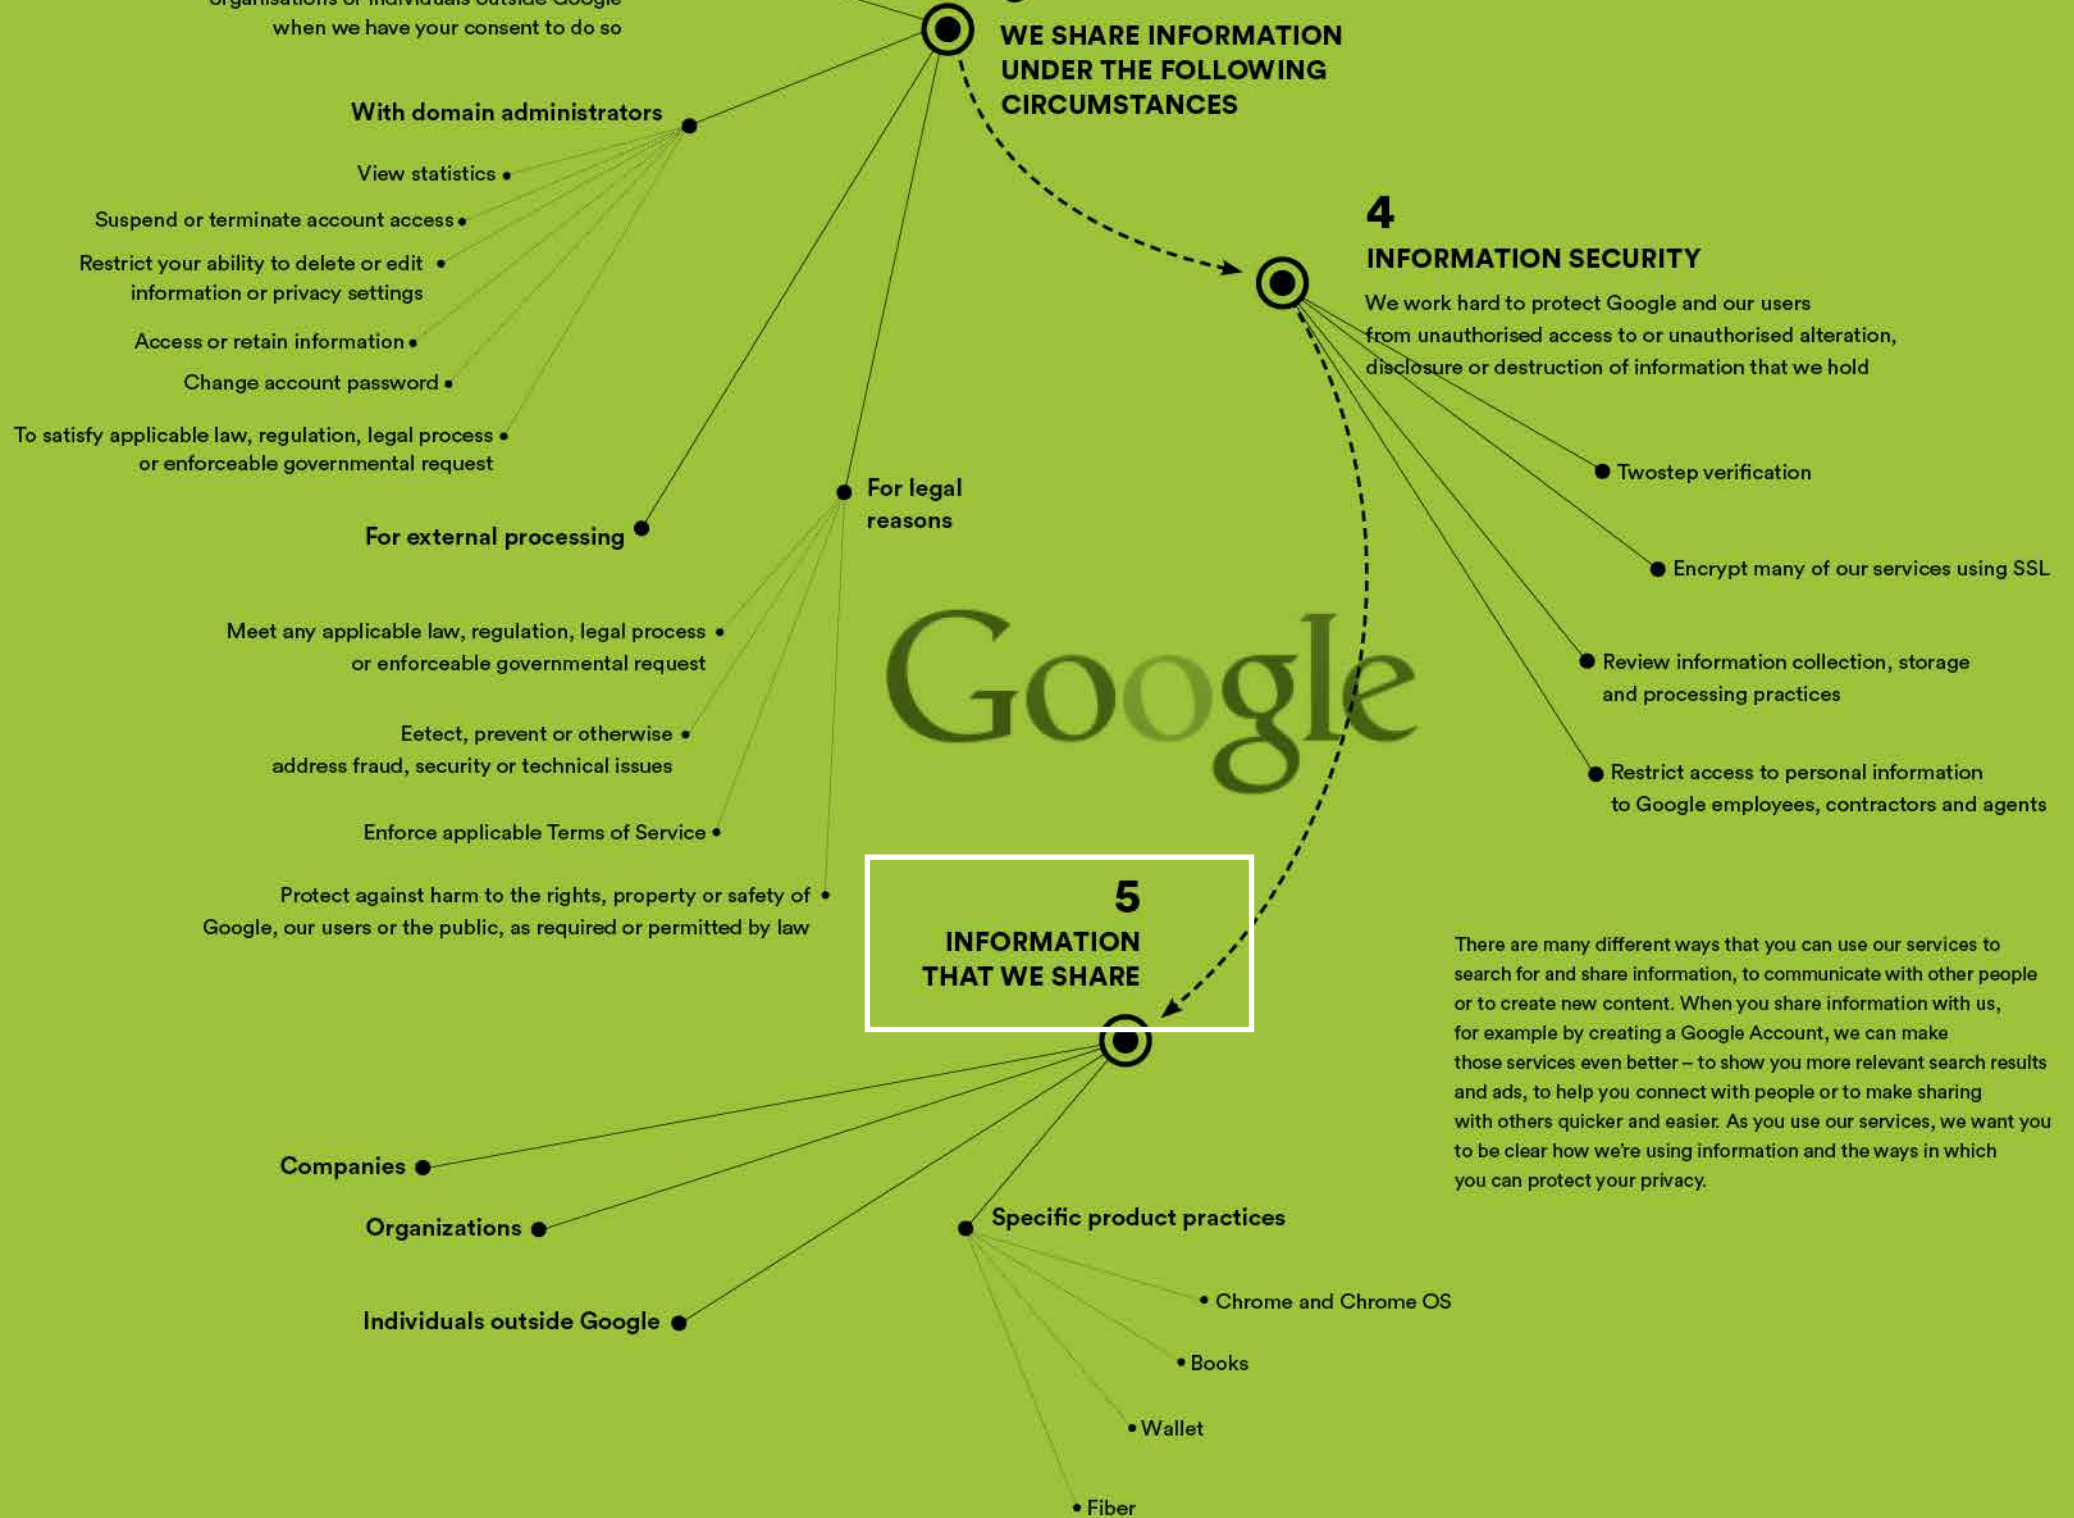 organisations or individuals outside Google
when we have your consent to do so
WE SHARE INFORMATION
UNDER THE FOLLOWING
CIRCUMSTANCES
With domain administrators
View statistics
Suspend or terminate account access
Restrict your ability to delete or edit
information or privacy settings
Access or retain information
Change account password
To satisfy applicable law, regulation, legal process
or enforceable governmental request
For external processing
For legal
reasons
Meet any applicable law, regulation, legal process
or enforceable governmental request
Eetect, prevent or otherwise
address fraud, security or technical issues
Enforce applicable Terms of Service
Protect against harm to the rights, property or safety of
Google, our users or the public, as required or permitted by law
4
INFORMATION SECURITY
We work hard to protect Google and our users
from unauthorised access to or unauthorised alteration,
disclosure or destruction of information that we hold
Twostep verification
Encrypt many of our services using SSL
Review information collection, storage
and processing practices
Restrict access to personal information
to Google employees, contractors and agents
Google
5
INFORMATION
THAT WE SHARE
Companies
Organizations
Individuals outside Google
Specific product practices
Chrome and Chrome OS
Books
Wallet
Fiber
There are many different ways that you can use our services to
search for and share information, to communicate with other people
or to create new content. When you share information with us,
for example by creating a Google Account, we can make
those services even better – to show you more relevant search results
and ads, to help you connect with people or to make sharing
with others quicker and easier. As you use our services, we want you
to be clear how we're using information and the ways in which
you can protect your privacy.